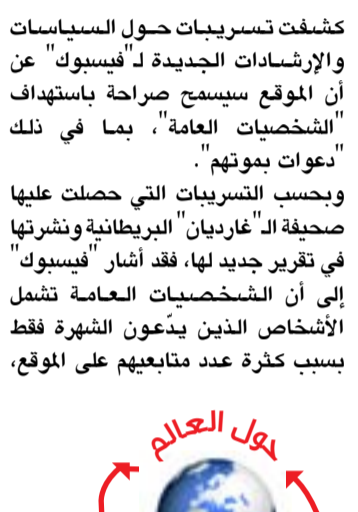 كشفت تسريبات حول السياسات
والإرشادات الجديدة لـ"فيسبوك" عن
أن الموقع سيسمح صراحة باستهداف
"الشخصيات العامة"، بما في ذلك
"دعوات بموتهم".
وبحسب التسريبات التي حصلت عليها
صحيفة الـ"غارديان" البريطانية ونشرتها
في تقرير جديد لها، فقد أشار "فيسبوك"
إلى أن الشخصيات العامة تشمل
الأشخاص الذين يدّعون الشهرة فقط
بسبب كثرة عدد متابعيهم على الموقع،
حول العالم